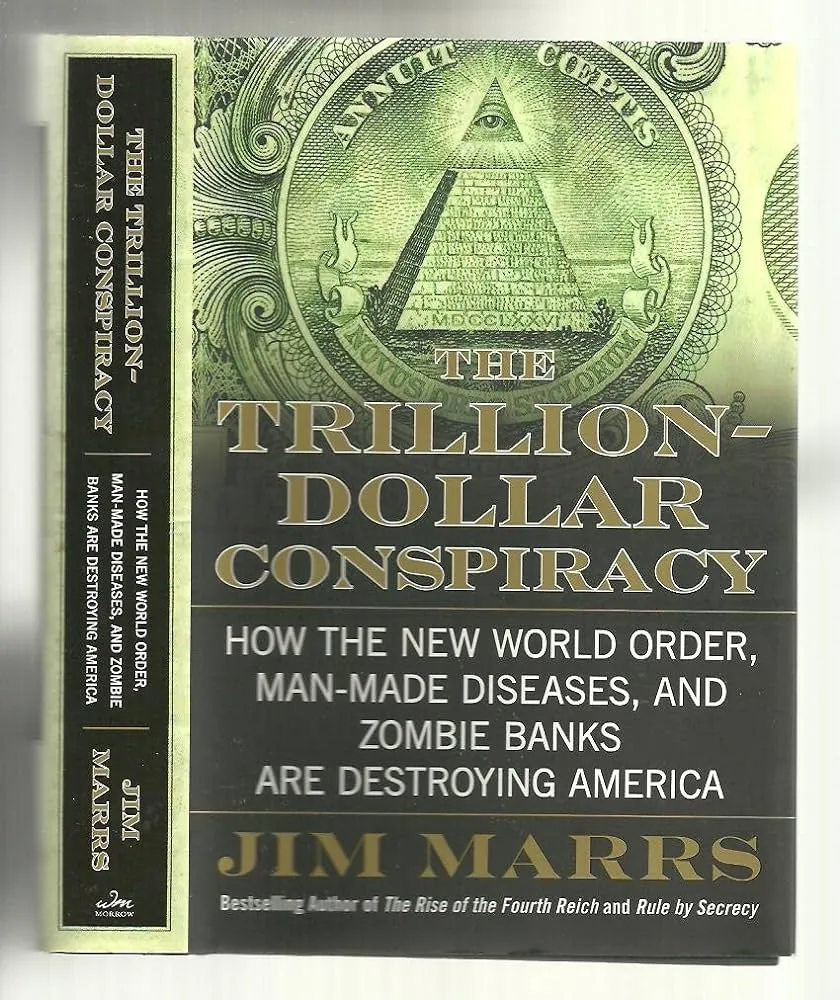 THE TRILLION-
DOLLAR CONSPIRACY
HOW THE NEW WORLD ORDER,
MAN-MADE DISEASES, AND ZOMBIE
BANKS ARE DESTROYING AMERICA
JIM
MARRS
wm
MORROW
ANNUIT CŒPTIS
MDCCLXXVI
NOVUS SECLORUM
THE
TRILLION-
DOLLAR
CONSPIRACY
HOW THE NEW WORLD ORDER,
MAN-MADE DISEASES, AND
ZOMBIE BANKS
ARE DESTROYING AMERICA
JIM MARRS
Bestselling Author of The Rise of the Fourth Reich and Rule by Secrecy